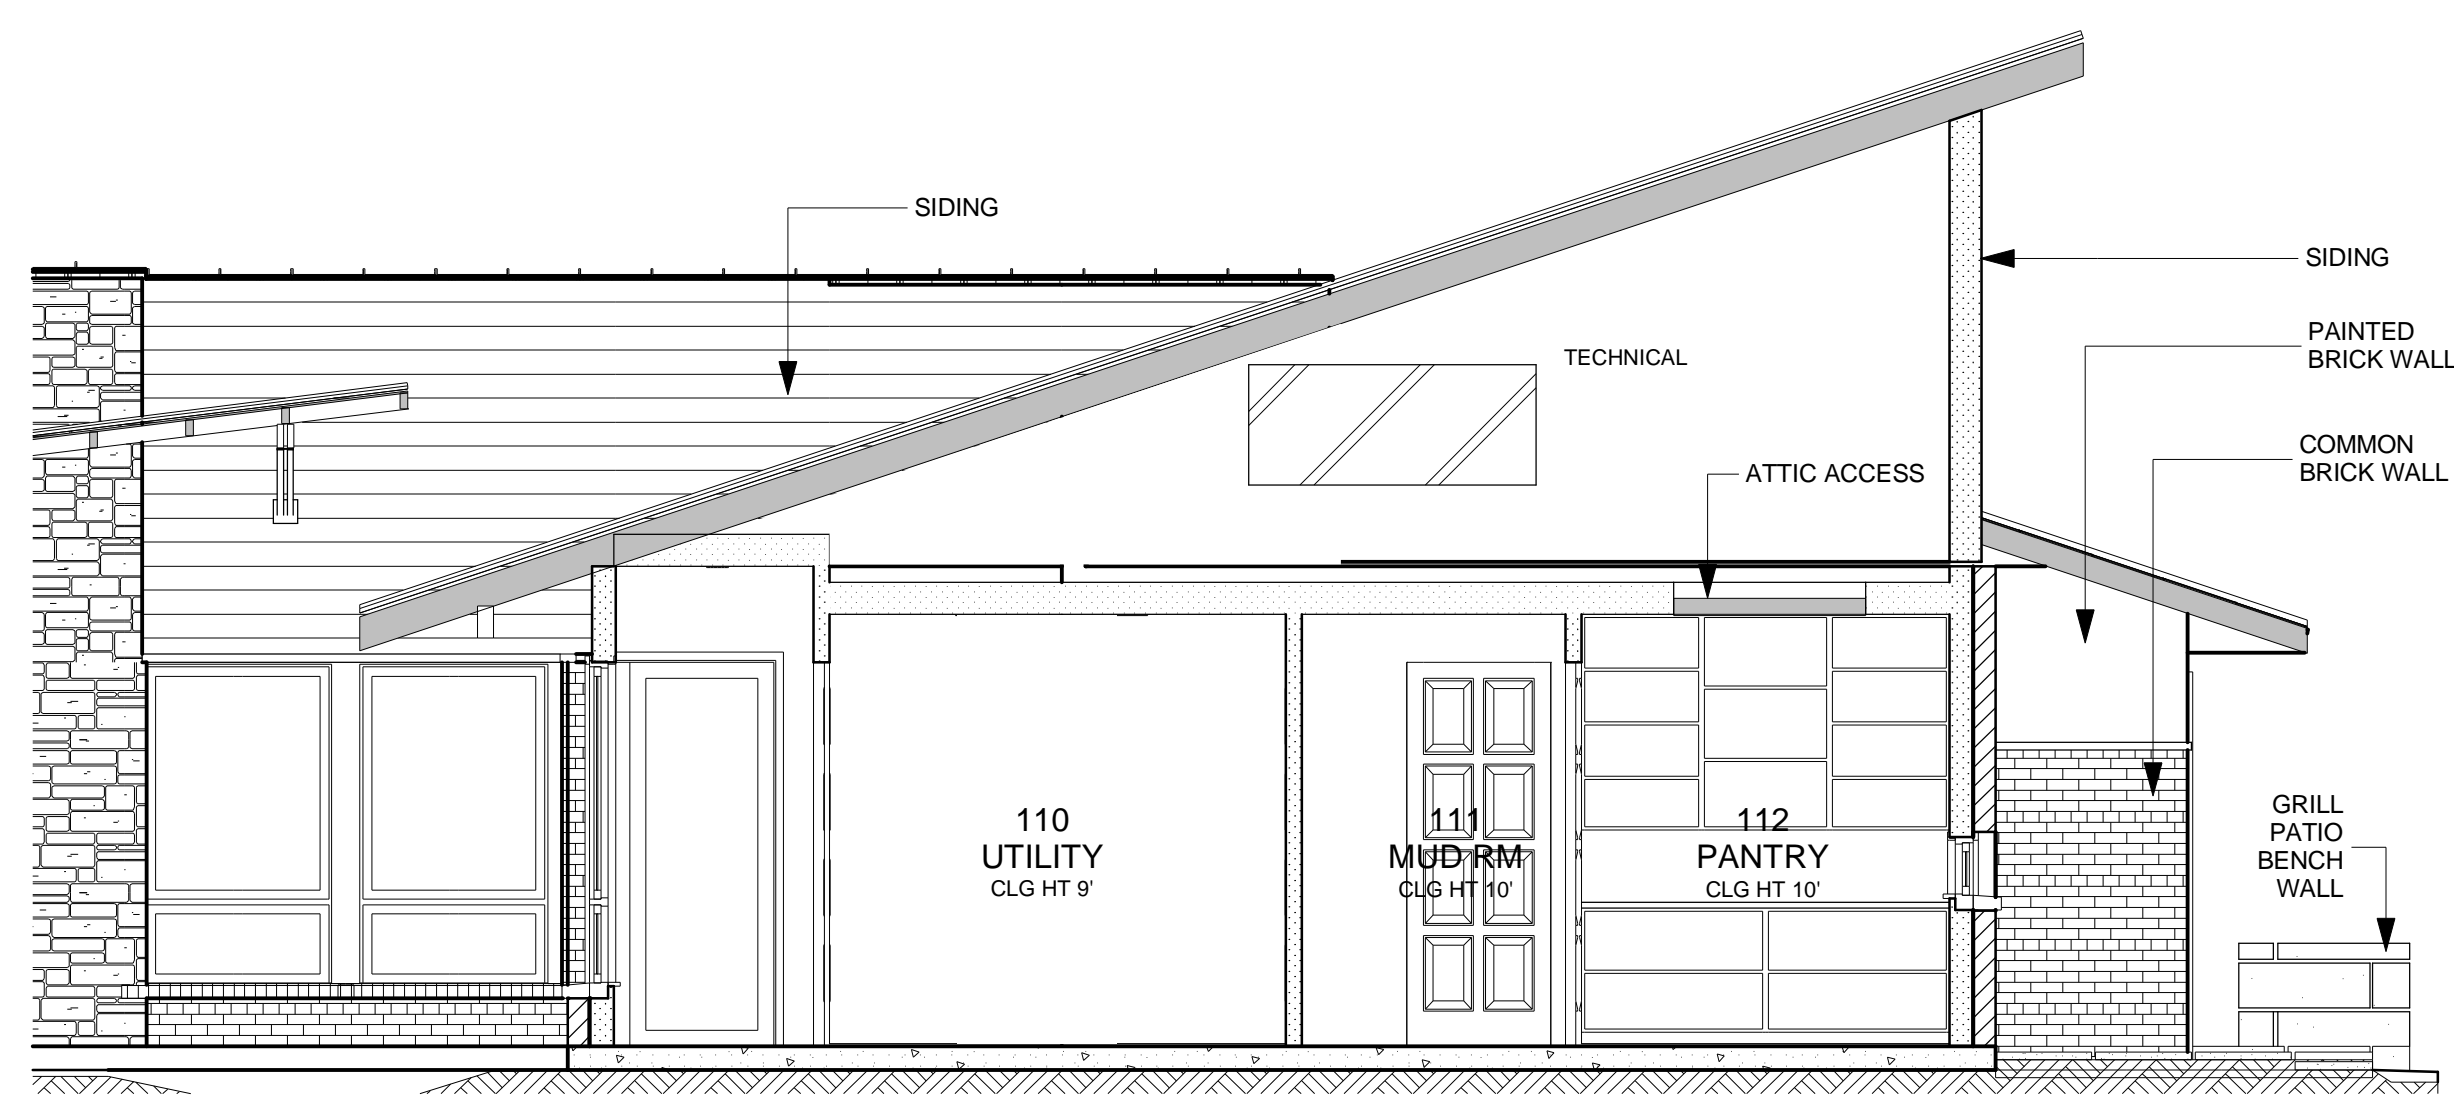 SIDING
SIDING
PAINTED
BRICK WALL
TECHNICAL
COMMON
BRICK WALL
ATTIC ACCESS
110
UTILITY
CLG HT 9'
111
MUD RM
CLG HT 10'
112
PANTRY
CLG HT 10'
GRILL
PATIO
BENCH
WALL